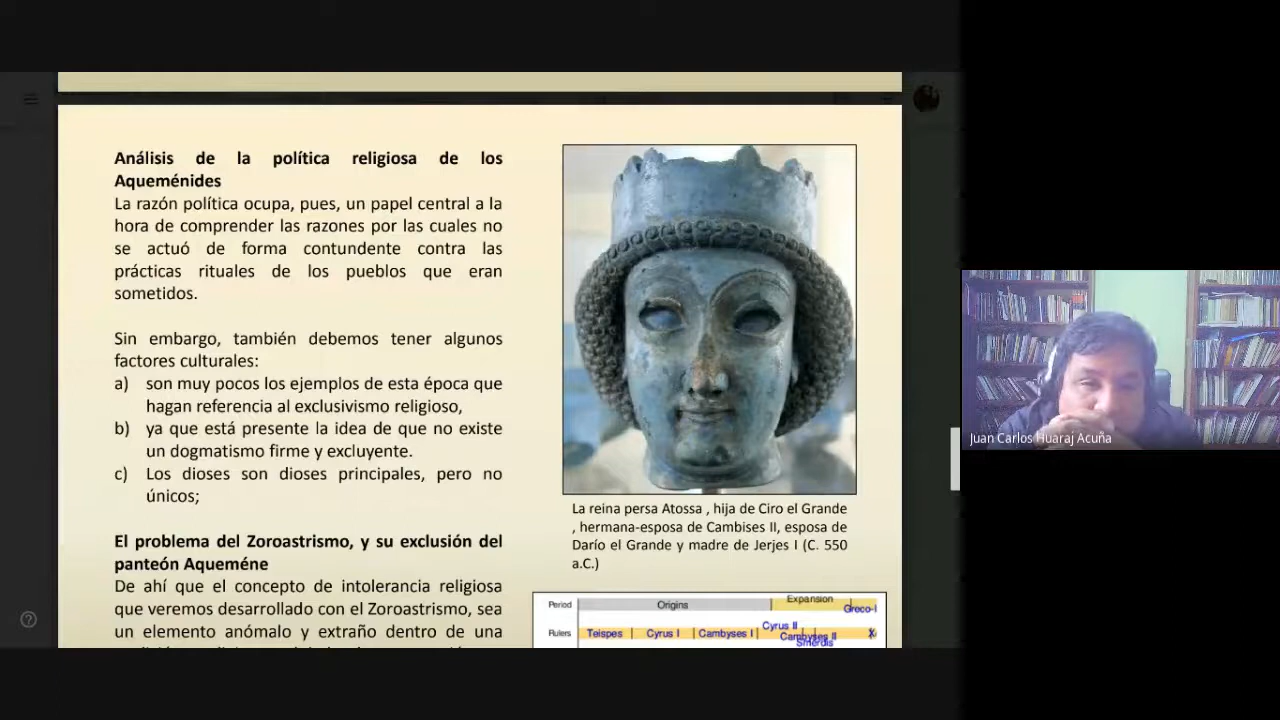 Análisis de la política religiosa de los
Aqueménides
La razón política ocupa, pues, un papel central a la
hora de comprender las razones por las cuales no
se actuó de forma contundente contra las
prácticas rituales de los pueblos que eran
sometidos.
Sin embargo, también debemos tener algunos
factores culturales:
a) son muy pocos los ejemplos de esta época que
hagan referencia al exclusivismo religioso,
b) ya que está presente la idea de que no existe
un dogmatismo firme y excluyente.
c) Los dioses son dioses principales, pero no
únicos;
El problema del Zoroastrismo, y su exclusión del
panteón Aqueméne
De ahí que el concepto de intolerancia religiosa
que veremos desarrollado con el Zoroastrismo, sea
un elemento anómalo y extraño dentro de una
La reina persa Atossa , hija de Ciro el Grande
, hermana-esposa de Cambises II, esposa de
Darío el Grande y madre de Jerjes I (C. 550
a.C.)
Period Origins Expansion
Greco-I
Rulers Teispes Cyrus I Cambyses I Cyrus II Cambyses II X
Smerdis
Juan Carlos Huaraj Acuña